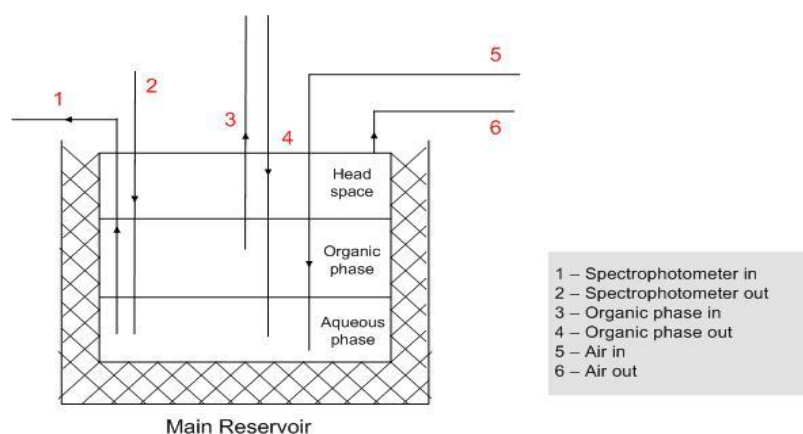 5
2
1
3
6
4
Head
space
Organic
phase
Aqueous
phase
Main Reservoir
1 – Spectrophotometer in
2 – Spectrophotometer out
3 – Organic phase in
4 – Organic phase out
5 – Air in
6 – Air out